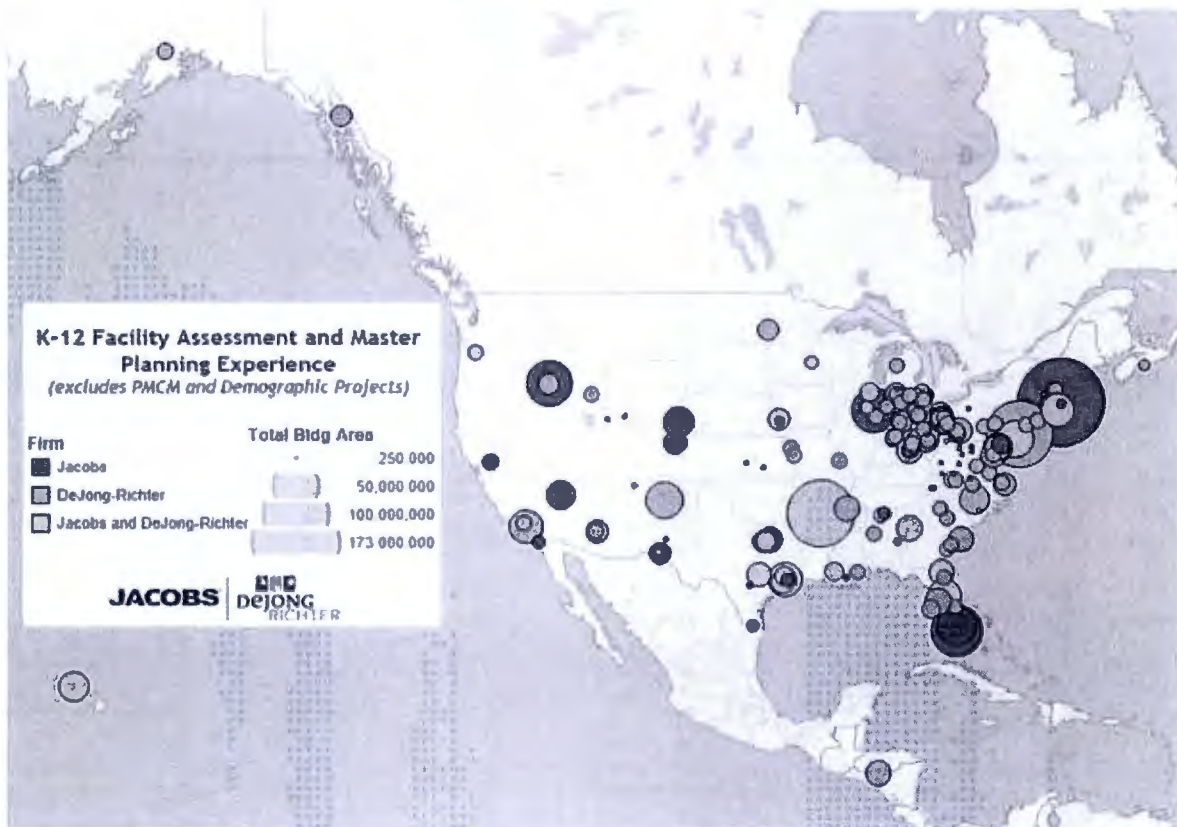 K-12 Facility Assessment and Master
Planning Experience
(excludes PMCM and Demographic Projects)
Firm
Total Bldg Area
Jacobs
250 000
DeJong-Richter
50,000 000
Jacobs and DeJong-Richter
100 000,000
173 000 000
JACOBS
DEJONG
RICHTER